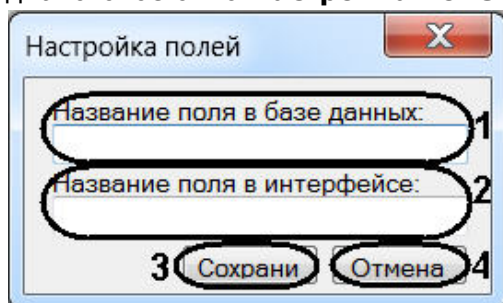 Настройка полей
X
Название поля в базе данных:
1
Название поля в интерфейсе:
2
3 Сохрани Отмена 4